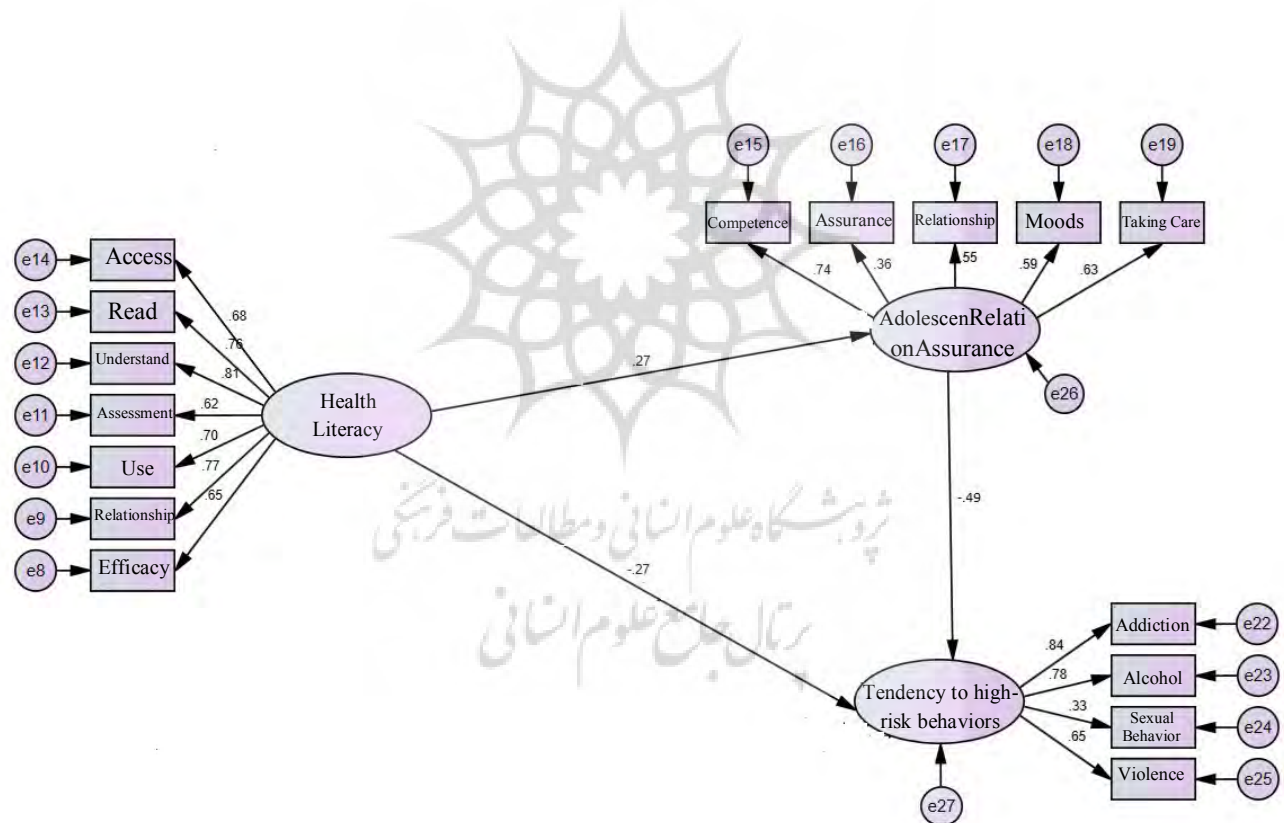 e15
e16
e17
e18
e19
Competence
Assurance
Relationship
Moods
Taking Care
.74
.36
.55
.59
.63
AdolescenRelati
onAssurance
e26
e14
Access
e13
Read
e12
Understand
e11
Assessment
e10
Use
e9
Relationship
e8
Efficacy
.68
.76
.81
.62
.70
.77
.65
Health
Literacy
.27
-.49
-.27
پژوهشگاه علوم انسانی و مطالعات فرهنگی
پرتال جامع علوم انسانی
Tendency to high-
risk behaviors
e27
.84
.78
.33
.65
Addiction
e22
Alcohol
e23
Sexual
Behavior
e24
Violence
e25